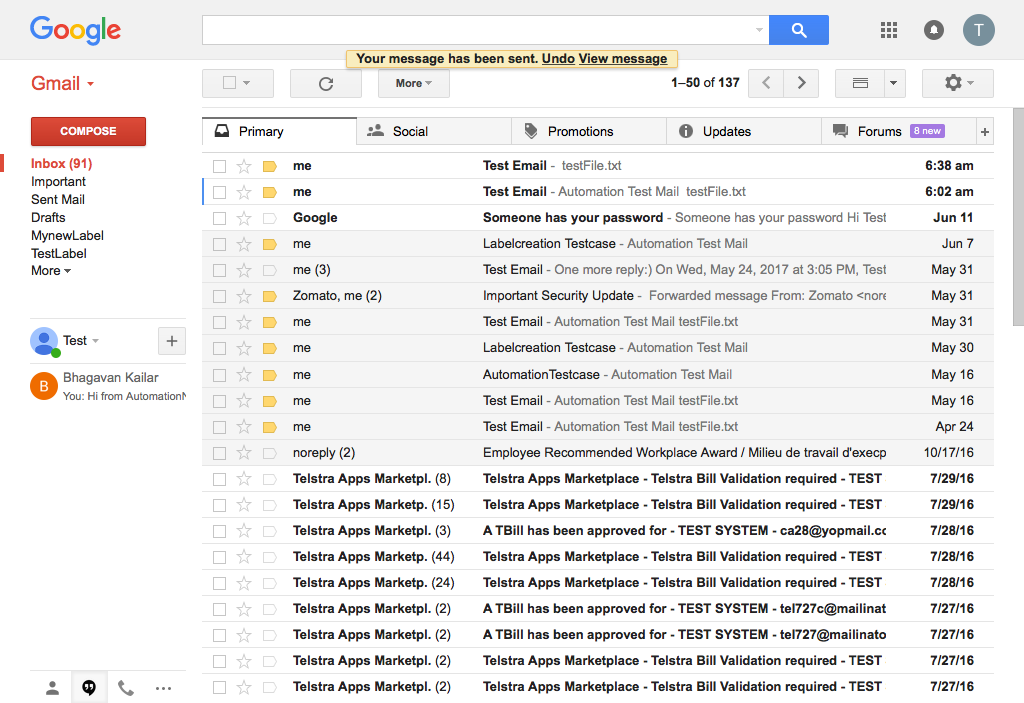 Google
T
Your message has been sent. Undo View message
Gmail
More
1–50 of 137
COMPOSE
Inbox (91)
Important
Sent Mail
Drafts
MynewLabel
TestLabel
More
Test
+
B
Bhagavan Kailar
You: Hi from AutomationN
Primary
Social
Promotions
Updates
Forums 8 new
+
me Test Email - testFile.txt 6:38 am
me Test Email - Automation Test Mail testFile.txt 6:02 am
Google Someone has your password - Someone has your password Hi Test Jun 11
me Labelcreation Testcase - Automation Test Mail Jun 7
me (3) Test Email - One more reply:) On Wed, May 24, 2017 at 3:05 PM, Test May 31
Zomato, me (2) Important Security Update - Forwarded message From: Zomato <nore May 31
me Test Email - Automation Test Mail testFile.txt May 31
me Labelcreation Testcase - Automation Test Mail May 30
me AutomationTestcase - Automation Test Mail May 16
me Test Email - Automation Test Mail testFile.txt May 16
me Test Email - Automation Test Mail testFile.txt Apr 24
noreply (2) Employee Recommended Workplace Award / Milieu de travail d'execp 10/17/16
Telstra Apps Marketpl. (8) Telstra Apps Marketplace - Telstra Bill Validation required - TEST 7/29/16
Telstra Apps Marketp. (15) Telstra Apps Marketplace - Telstra Bill Validation required - TEST 7/29/16
Telstra Apps Marketpl. (3) A TBill has been approved for - TEST SYSTEM - ca28@yopmail.cc 7/28/16
Telstra Apps Marketp. (44) Telstra Apps Marketplace - Telstra Bill Validation required - TEST 7/28/16
Telstra Apps Marketp. (24) Telstra Apps Marketplace - Telstra Bill Validation required - TEST 7/28/16
Telstra Apps Marketpl. (2) A TBill has been approved for - TEST SYSTEM - tel727c@mailinat 7/27/16
Telstra Apps Marketpl. (2) A TBill has been approved for - TEST SYSTEM - tel727@mailinato 7/27/16
Telstra Apps Marketpl. (2) Telstra Apps Marketplace - Telstra Bill Validation required - TEST 7/27/16
Telstra Apps Marketpl. (2) Telstra Apps Marketplace - Telstra Bill Validation required - TEST 7/27/16